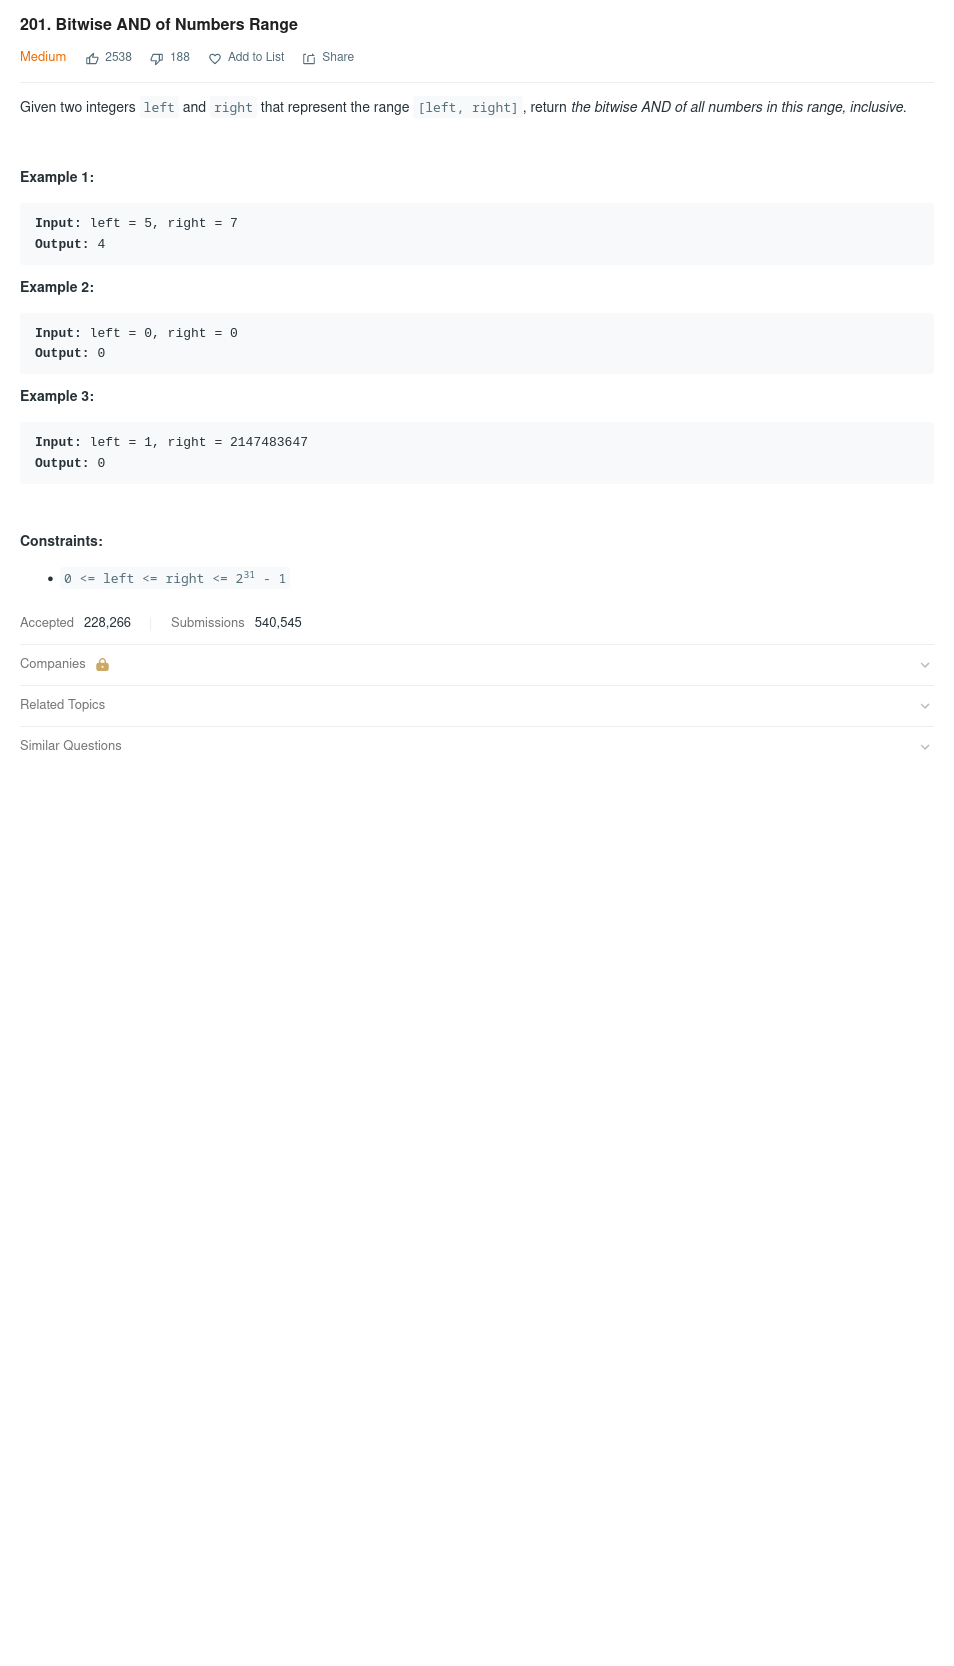 201. Bitwise AND of Numbers Range
Medium 2538 188 Add to List Share
Given two integers left and right that represent the range [left, right], return the bitwise AND of all numbers in this range, inclusive.
Example 1:
Input: left = 5, right = 7
Output: 4
Example 2:
Input: left = 0, right = 0
Output: 0
Example 3:
Input: left = 1, right = 2147483647
Output: 0
Constraints:
• 0 <= left <= right <= 2³¹ - 1
Accepted 228,266 Submissions 540,545
Companies
Related Topics
Similar Questions